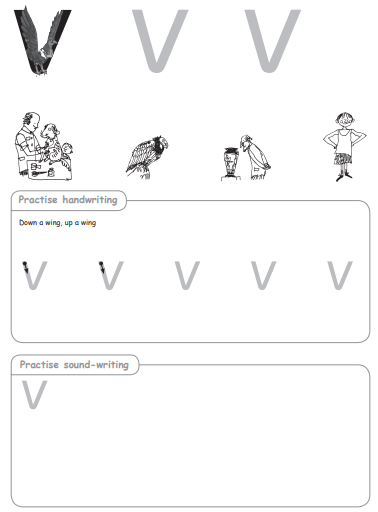 V V V
Practise handwriting
Down a wing, up a wing
V V V V V
Practise sound-writing
V